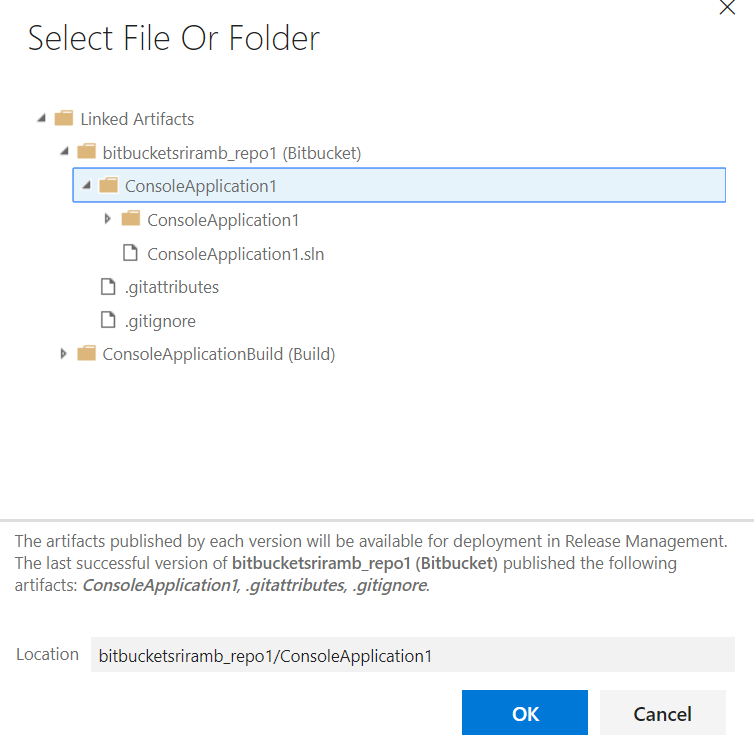 Select File Or Folder
Linked Artifacts
bitbucketsriramb_repo1 (Bitbucket)
ConsoleApplication1
ConsoleApplication1
ConsoleApplication1.sln
.gitattributes
.gitignore
ConsoleApplicationBuild (Build)
The artifacts published by each version will be available for deployment in Release Management.
The last successful version of bitbucketsriramb_repo1 (Bitbucket) published the following
artifacts: ConsoleApplication1, .gitattributes, .gitignore.
Location bitbucketsriramb_repo1/ConsoleApplication1
OK Cancel